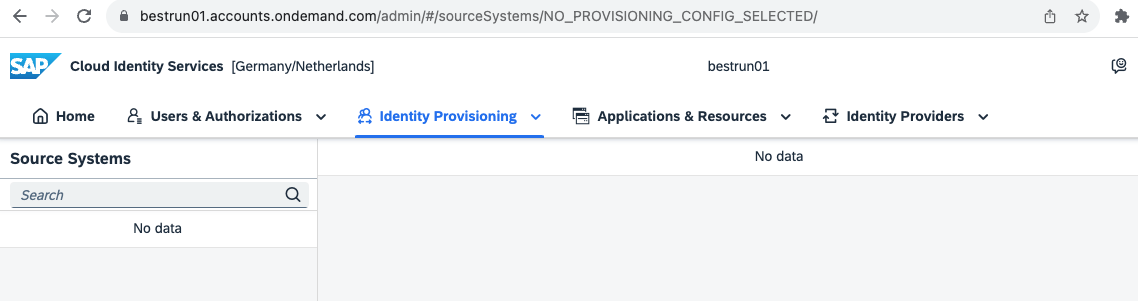 bestrun01.accounts.ondemand.com/admin/#/sourceSystems/NO_PROVISIONING_CONFIG_SELECTED/
SAP Cloud Identity Services [Germany/Netherlands] bestrun01
Home Users & Authorizations Identity Provisioning Applications & Resources Identity Providers
Source Systems
No data
Search
No data